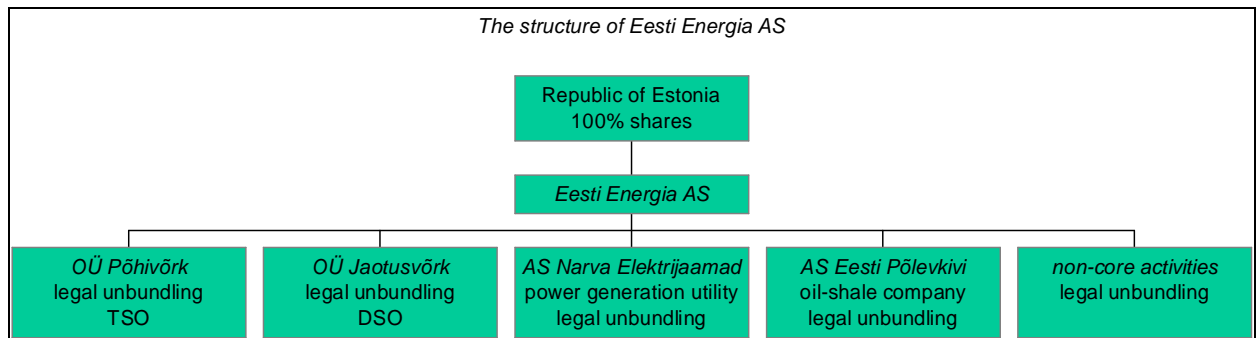 The structure of Eesti Energia AS
Republic of Estonia
100% shares
Eesti Energia AS
OÜ Põhivõrk
legal unbundling
TSO
OÜ Jaotusvõrk
legal unbundling
DSO
AS Narva Elektrijaamad
power generation utility
legal unbundling
AS Eesti Põlevkivi
oil-shale company
legal unbundling
non-core activities
legal unbundling